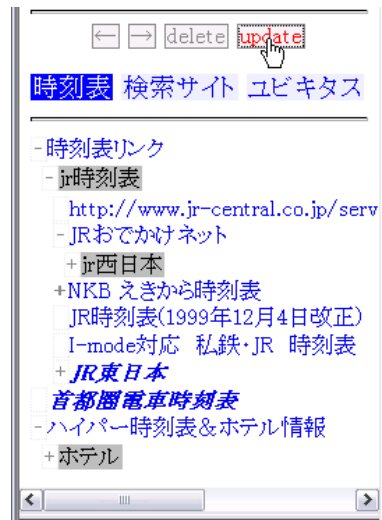 ← → delete update
時刻表 検索サイト ユビキタス
-時刻表リンク
-jr時刻表
http://www.jr-central.co.jp/serv
-JRおでかけネット
+jr西日本
+NKB えきから時刻表
JR時刻表(1999年12月4日改正)
I-mode対応 私鉄・JR 時刻表
+JR東日本
首都圏電車時刻表
-ハイパー時刻表&ホテル情報
+ホテル